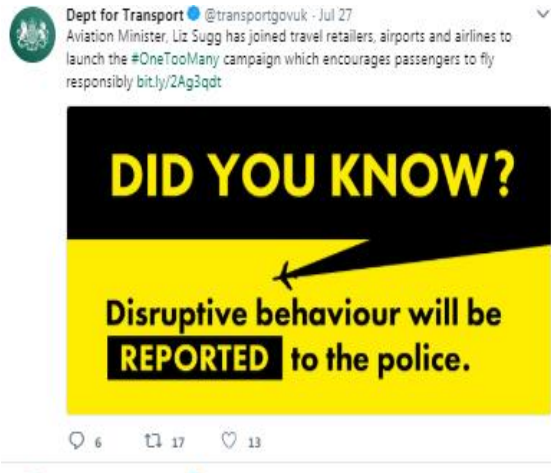 Dept for Transport @transportgovuk · Jul 27
Aviation Minister, Liz Sugg has joined travel retailers, airports and airlines to
launch the #OneTooMany campaign which encourages passengers to fly
responsibly bit.ly/2Ag3qdt
DID YOU KNOW?
Disruptive behaviour will be
REPORTED to the police.
6 17 13